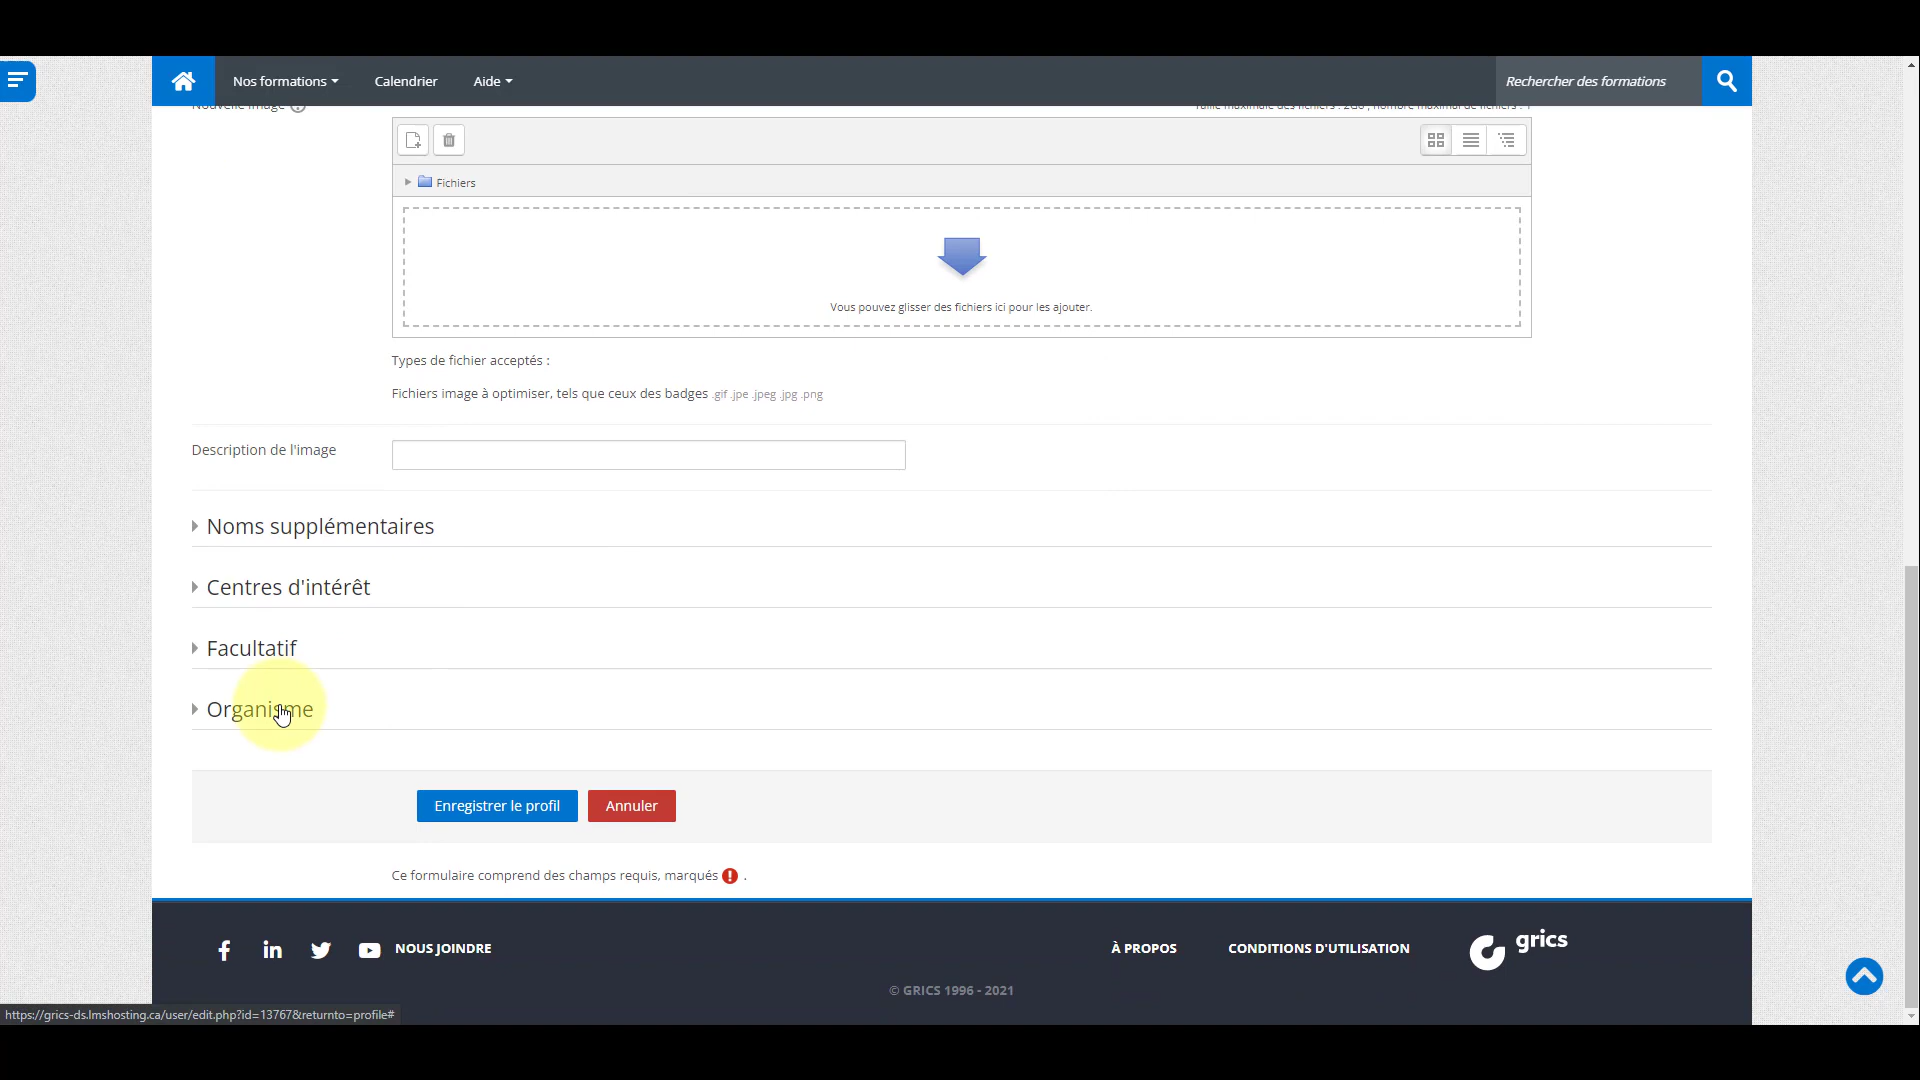 Nos formations
Calendrier
Aide
Rechercher des formations
Nouvelle image
Taille maximale des fichiers : 2Go ; nombre maximal de fichiers : 1
Fichiers
Vous pouvez glisser des fichiers ici pour les ajouter.
Types de fichier acceptés :
Fichiers image à optimiser, tels que ceux des badges .gif .jpe .jpeg .jpg .png
Description de l'image
Noms supplémentaires
Centres d'intérêt
Facultatif
Organisme
Enregistrer le profil
Annuler
Ce formulaire comprend des champs requis, marqués .
NOUS JOINDRE
À PROPOS
CONDITIONS D'UTILISATION
grics
© GRICS 1996 - 2021
https://grics-ds.lmshosting.ca/user/edit.php?id=13767&returnto=profile#